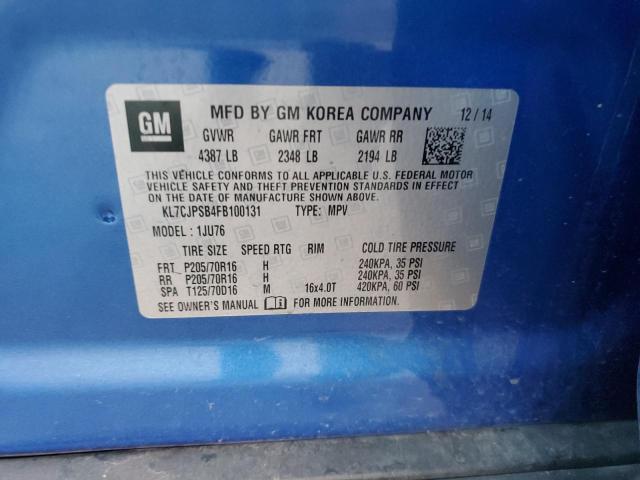 GM
MFD BY GM KOREA COMPANY 12/14
GVWR GAWR FRT GAWR RR
4387 LB 2348 LB 2194 LB
THIS VEHICLE CONFORMS TO ALL APPLICABLE U.S. FEDERAL MOTOR
VEHICLE SAFETY AND THEFT PREVENTION STANDARDS IN EFFECT
ON THE DATE OF MANUFACTURE SHOWN ABOVE.
KL7CJPSB4FB100131 TYPE: MPV
MODEL: 1JU76
TIRE SIZE SPEED RTG RIM COLD TIRE PRESSURE
FRT P205/70R16 H 240KPA, 35 PSI
RR P205/70R16 H 240KPA, 35 PSI
SPA T125/70D16 M 16x4.0T 420KPA, 60 PSI
SEE OWNER'S MANUAL FOR MORE INFORMATION.